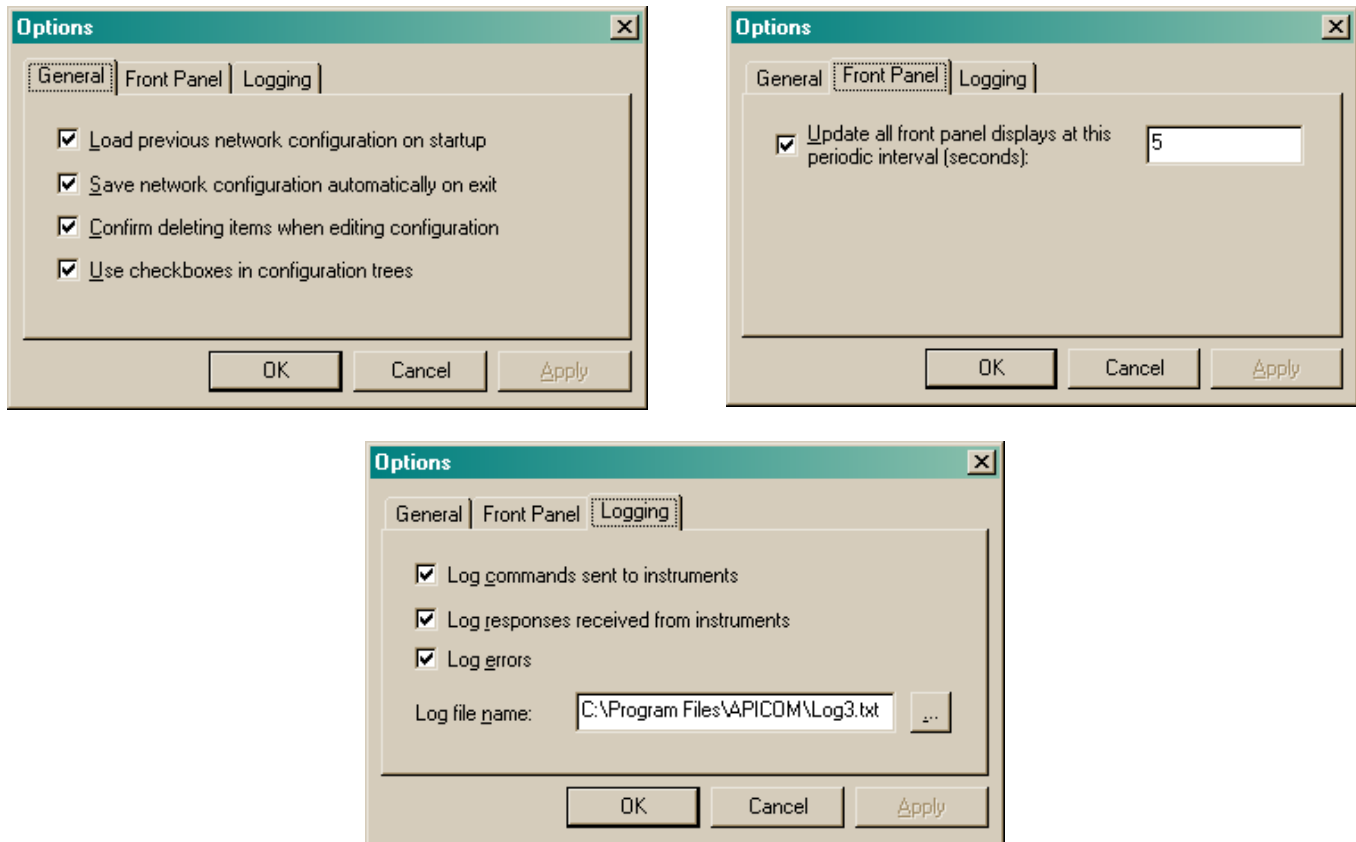 Options
General
Front Panel
Logging
Load previous network configuration on startup
Save network configuration automatically on exit
Confirm deleting items when editing configuration
Use checkboxes in configuration trees
OK
Cancel
Apply
Options
General
Front Panel
Logging
Update all front panel displays at this
periodic interval (seconds):
5
OK
Cancel
Apply
Options
General
Front Panel
Logging
Log commands sent to instruments
Log responses received from instruments
Log errors
Log file name:
C:\Program Files\APICOM\Log3.txt
...
OK
Cancel
Apply